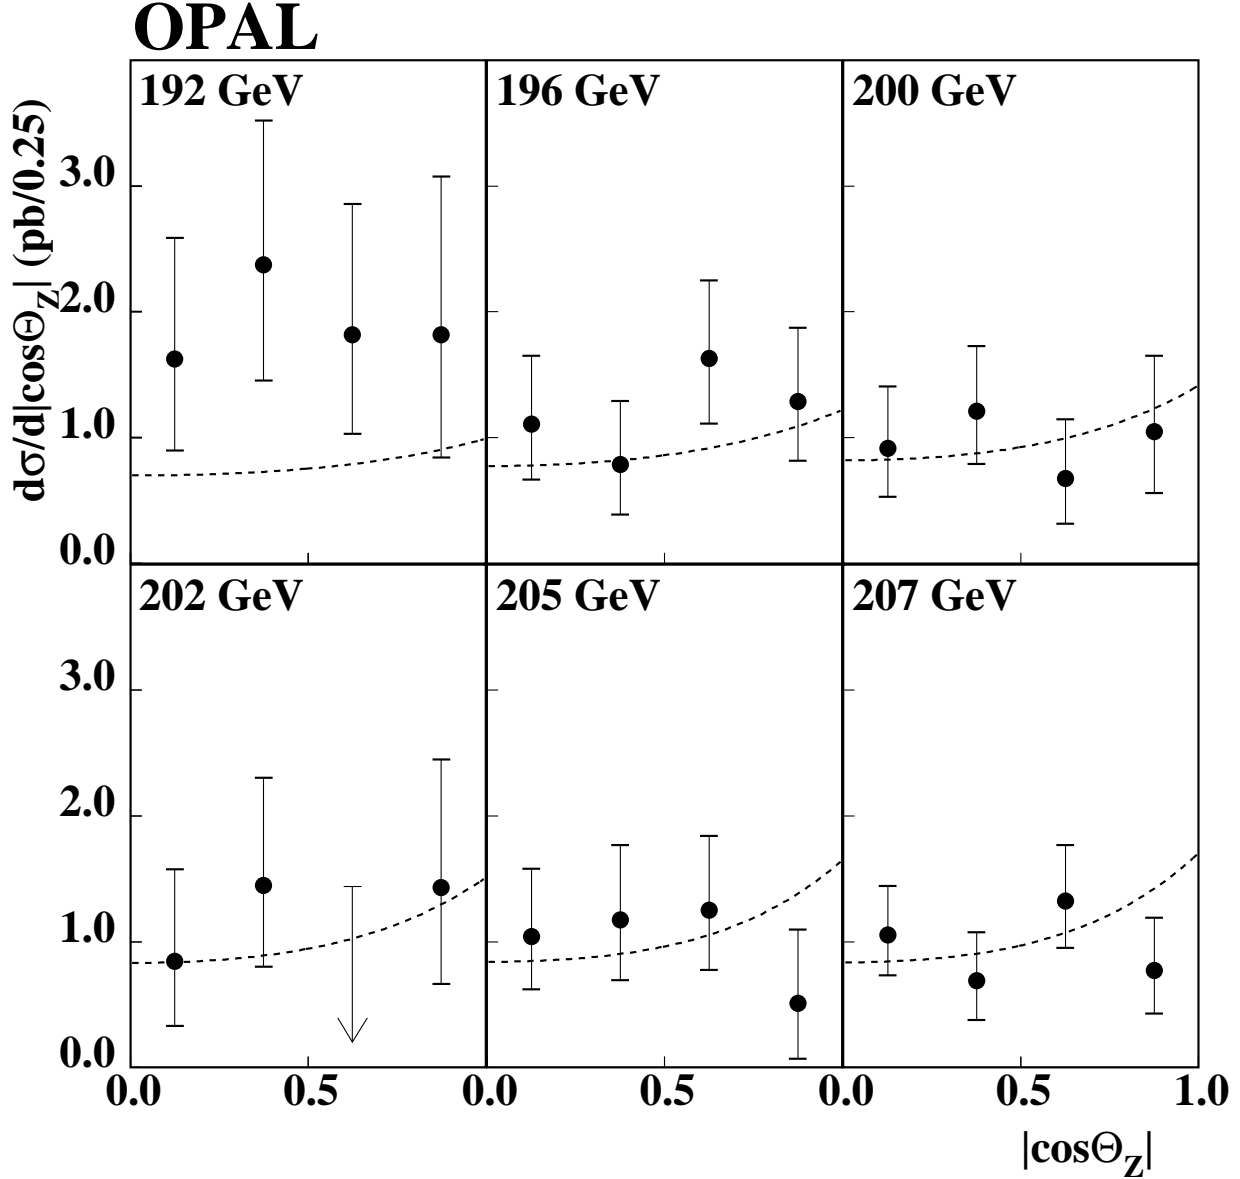 OPAL
192 GeV
196 GeV
200 GeV
dσ/d|cosΘZ| (pb/0.25)
3.0
2.0
1.0
0.0
202 GeV
205 GeV
207 GeV
3.0
2.0
1.0
0.0
0.0 0.5 0.0 0.5 0.0 0.5 1.0
|cosΘZ|